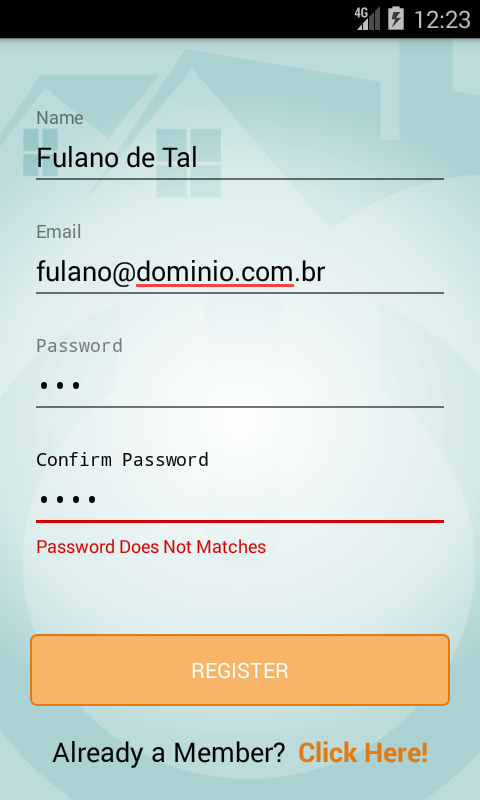 4G 12:23
Name
Fulano de Tal
Email
fulano@dominio.com.br
Password
•••
Confirm Password
••••
Password Does Not Matches
REGISTER
Already a Member? Click Here!